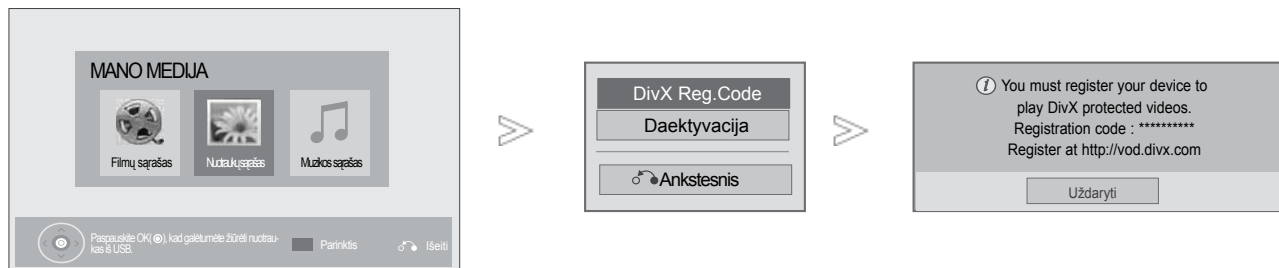 MANO MEDIJA
Filmų sąrašas
Nuotraukų sąrašas
Muzikos sąrašas
Paspauskite OK(◉), kad galėtumėte žiūrėti nuotrau-
kas iš USB.
Parinktis
Išeiti
DivX Reg.Code
Daektyvacija
Ankstesnis
i You must register your device to
play DivX protected videos.
Registration code : **********
Register at http://vod.divx.com
Uždaryti